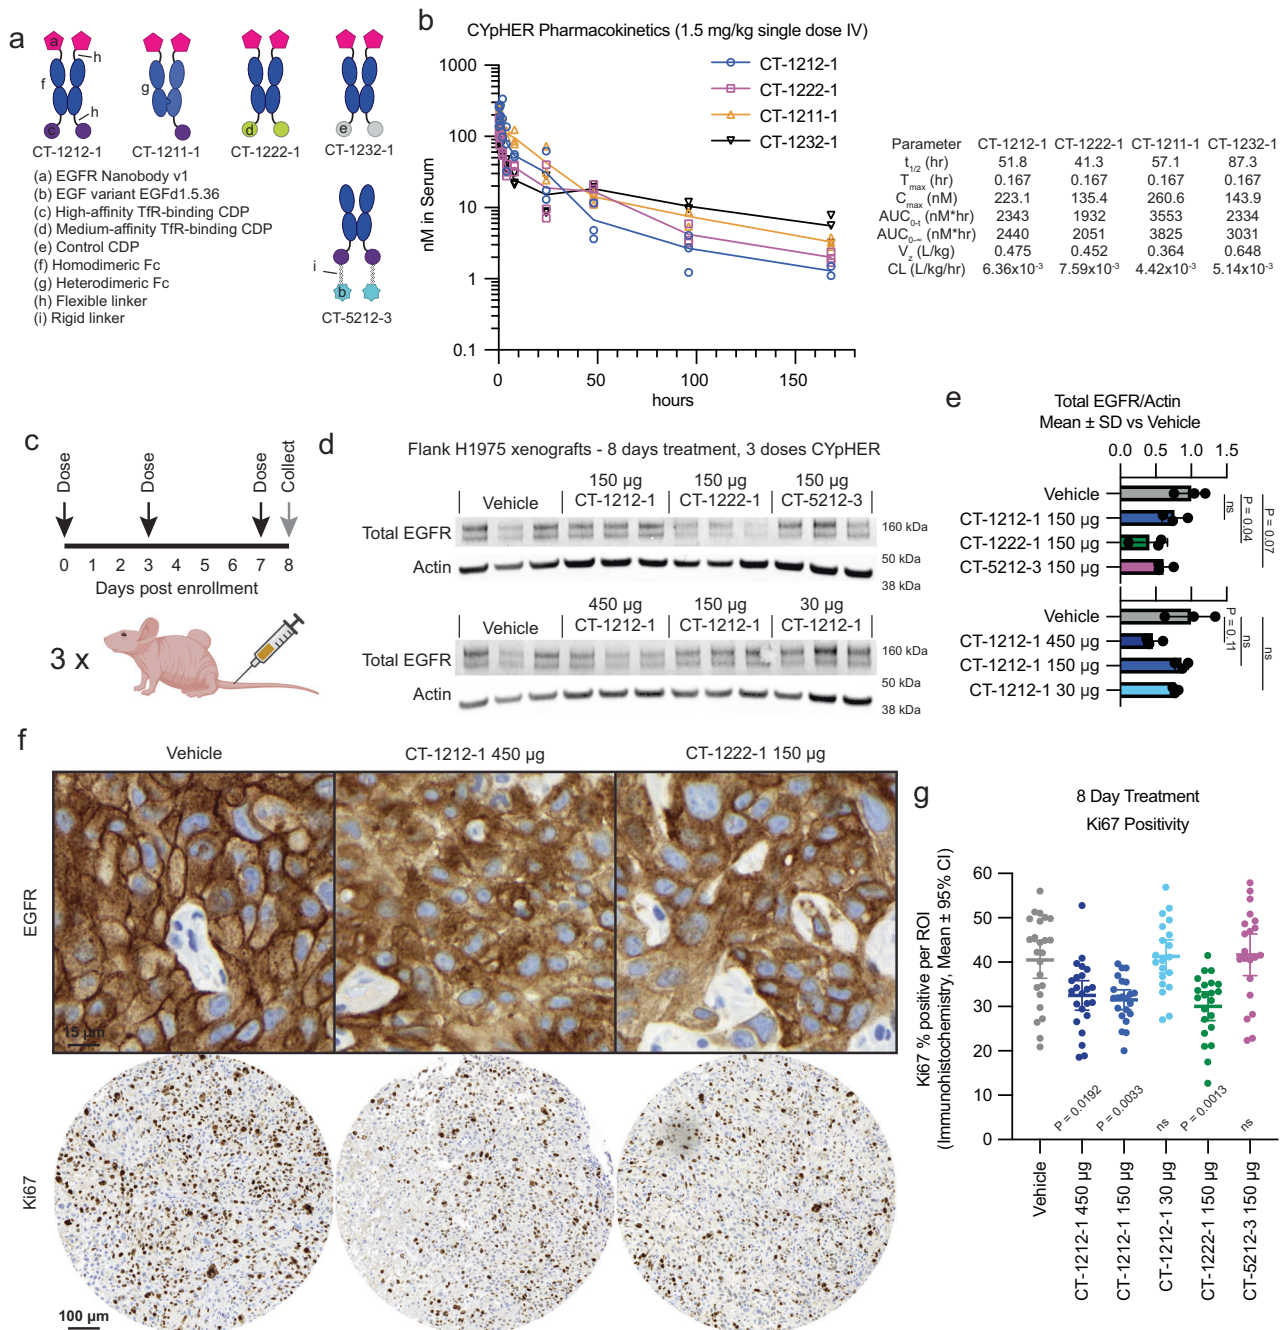 a
a
h
f
g
h
c
d
e
CT-1212-1
CT-1211-1
CT-1222-1
CT-1232-1
(a) EGFR Nanobody v1
(b) EGF variant EGFd1.5.36
(c) High-affinity TfR-binding CDP
(d) Medium-affinity TfR-binding CDP
(e) Control CDP
(f) Homodimeric Fc
(g) Heterodimeric Fc
(h) Flexible linker
(i) Rigid linker
i
b
CT-5212-3
b
CYpHER Pharmacokinetics (1.5 mg/kg single dose IV)
nM in Serum
1000
100
10
1
0.1
0
50
100
150
hours
CT-1212-1
CT-1222-1
CT-1211-1
CT-1232-1
Parameter CT-1212-1 CT-1222-1 CT-1211-1 CT-1232-1
t1/2 (hr) 51.8 41.3 57.1 87.3
Tmax (hr) 0.167 0.167 0.167 0.167
Cmax (nM) 223.1 135.4 260.6 143.9
AUC0-t (nM*hr) 2343 1932 3553 2334
AUC0-∞ (nM*hr) 2440 2051 3825 3031
Vz (L/kg) 0.475 0.452 0.364 0.648
CL (L/kg/hr) 6.36x10-3 7.59x10-3 4.42x10-3 5.14x10-3
c
Dose
Dose
Dose
Collect
0 1 2 3 4 5 6 7 8
Days post enrollment
3 x
d
Flank H1975 xenografts - 8 days treatment, 3 doses CYpHER
Vehicle
150 µg
CT-1212-1
150 µg
CT-1222-1
150 µg
CT-5212-3
Total EGFR
160 kDa
Actin
50 kDa
38 kDa
Vehicle
450 µg
CT-1212-1
150 µg
CT-1212-1
30 µg
CT-1212-1
Total EGFR
160 kDa
Actin
50 kDa
38 kDa
e
Total EGFR/Actin
Mean ± SD vs Vehicle
0.0 0.5 1.0 1.5
Vehicle
CT-1212-1 150 µg
CT-1222-1 150 µg
CT-5212-3 150 µg
ns
P = 0.04
P = 0.07
Vehicle
CT-1212-1 450 µg
CT-1212-1 150 µg
CT-1212-1 30 µg
P = 0.11
ns
ns
f
Vehicle
CT-1212-1 450 µg
CT-1222-1 150 µg
EGFR
15 µm
Ki67
100 µm
g
8 Day Treatment
Ki67 Positivity
Ki67 % positive per ROI
(Immunohistochemistry, Mean ± 95% CI)
60
50
40
30
20
10
0
P = 0.0192
P = 0.0033
ns
P = 0.0013
ns
Vehicle
CT-1212-1 450 µg
CT-1212-1 150 µg
CT-1212-1 30 µg
CT-1222-1 150 µg
CT-5212-3 150 µg